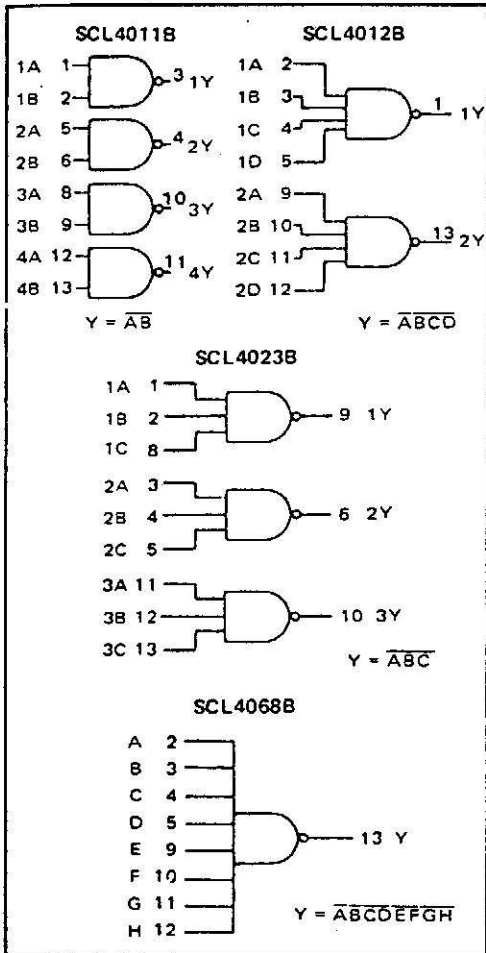 SCL4011B
1A 1 3 1Y
1B 2
2A 5 4 2Y
2B 6
3A 8 10 3Y
3B 9
4A 12 11 4Y
4B 13
Y = \overline{AB}
SCL4012B
1A 2
1B 3 1 1Y
1C 4
1D 5
2A 9
2B 10 13 2Y
2C 11
2D 12
Y = \overline{ABCD}
SCL4023B
1A 1
1B 2 9 1Y
1C 8
2A 3
2B 4 6 2Y
2C 5
3A 11
3B 12 10 3Y
3C 13
Y = \overline{ABC}
SCL4068B
A 2
B 3
C 4
D 5 13 Y
E 9
F 10
G 11
H 12
Y = \overline{ABCDEFGH}